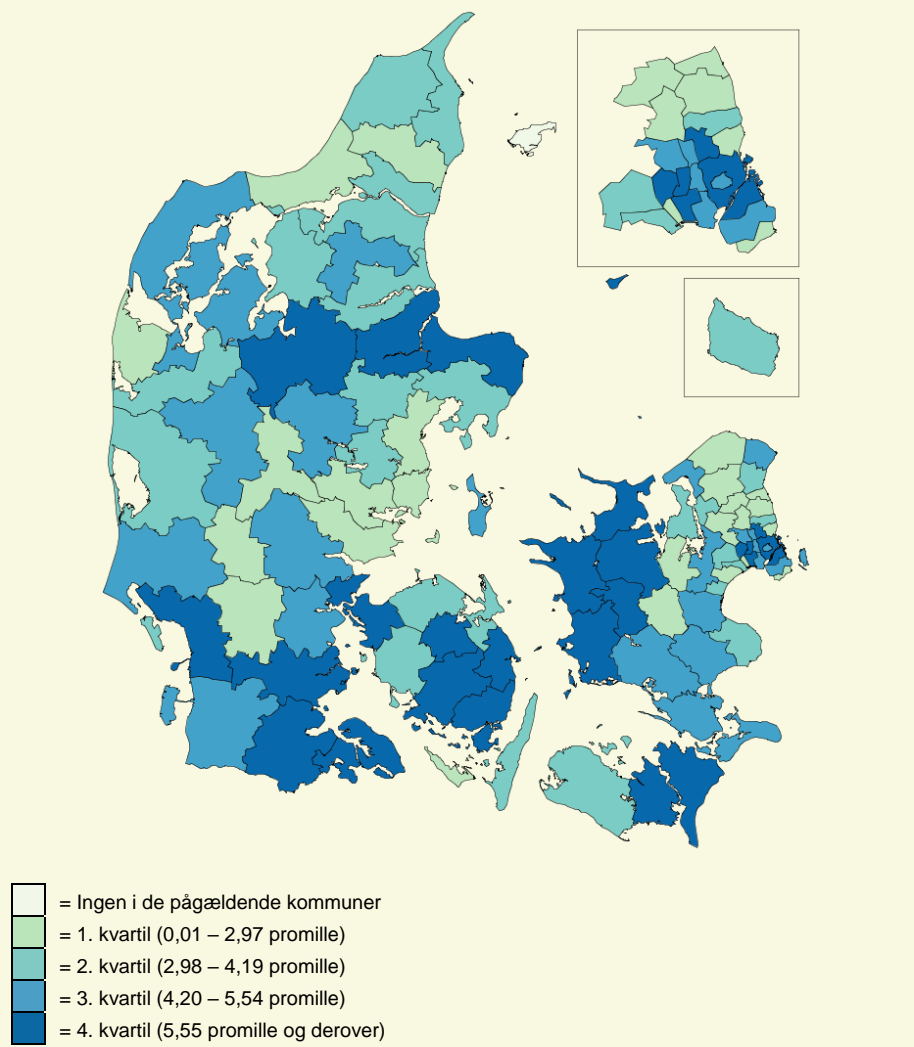 = Ingen i de pågældende kommuner
= 1. kvartil (0,01 – 2,97 promille)
= 2. kvartil (2,98 – 4,19 promille)
= 3. kvartil (4,20 – 5,54 promille)
= 4. kvartil (5,55 promille og derover)